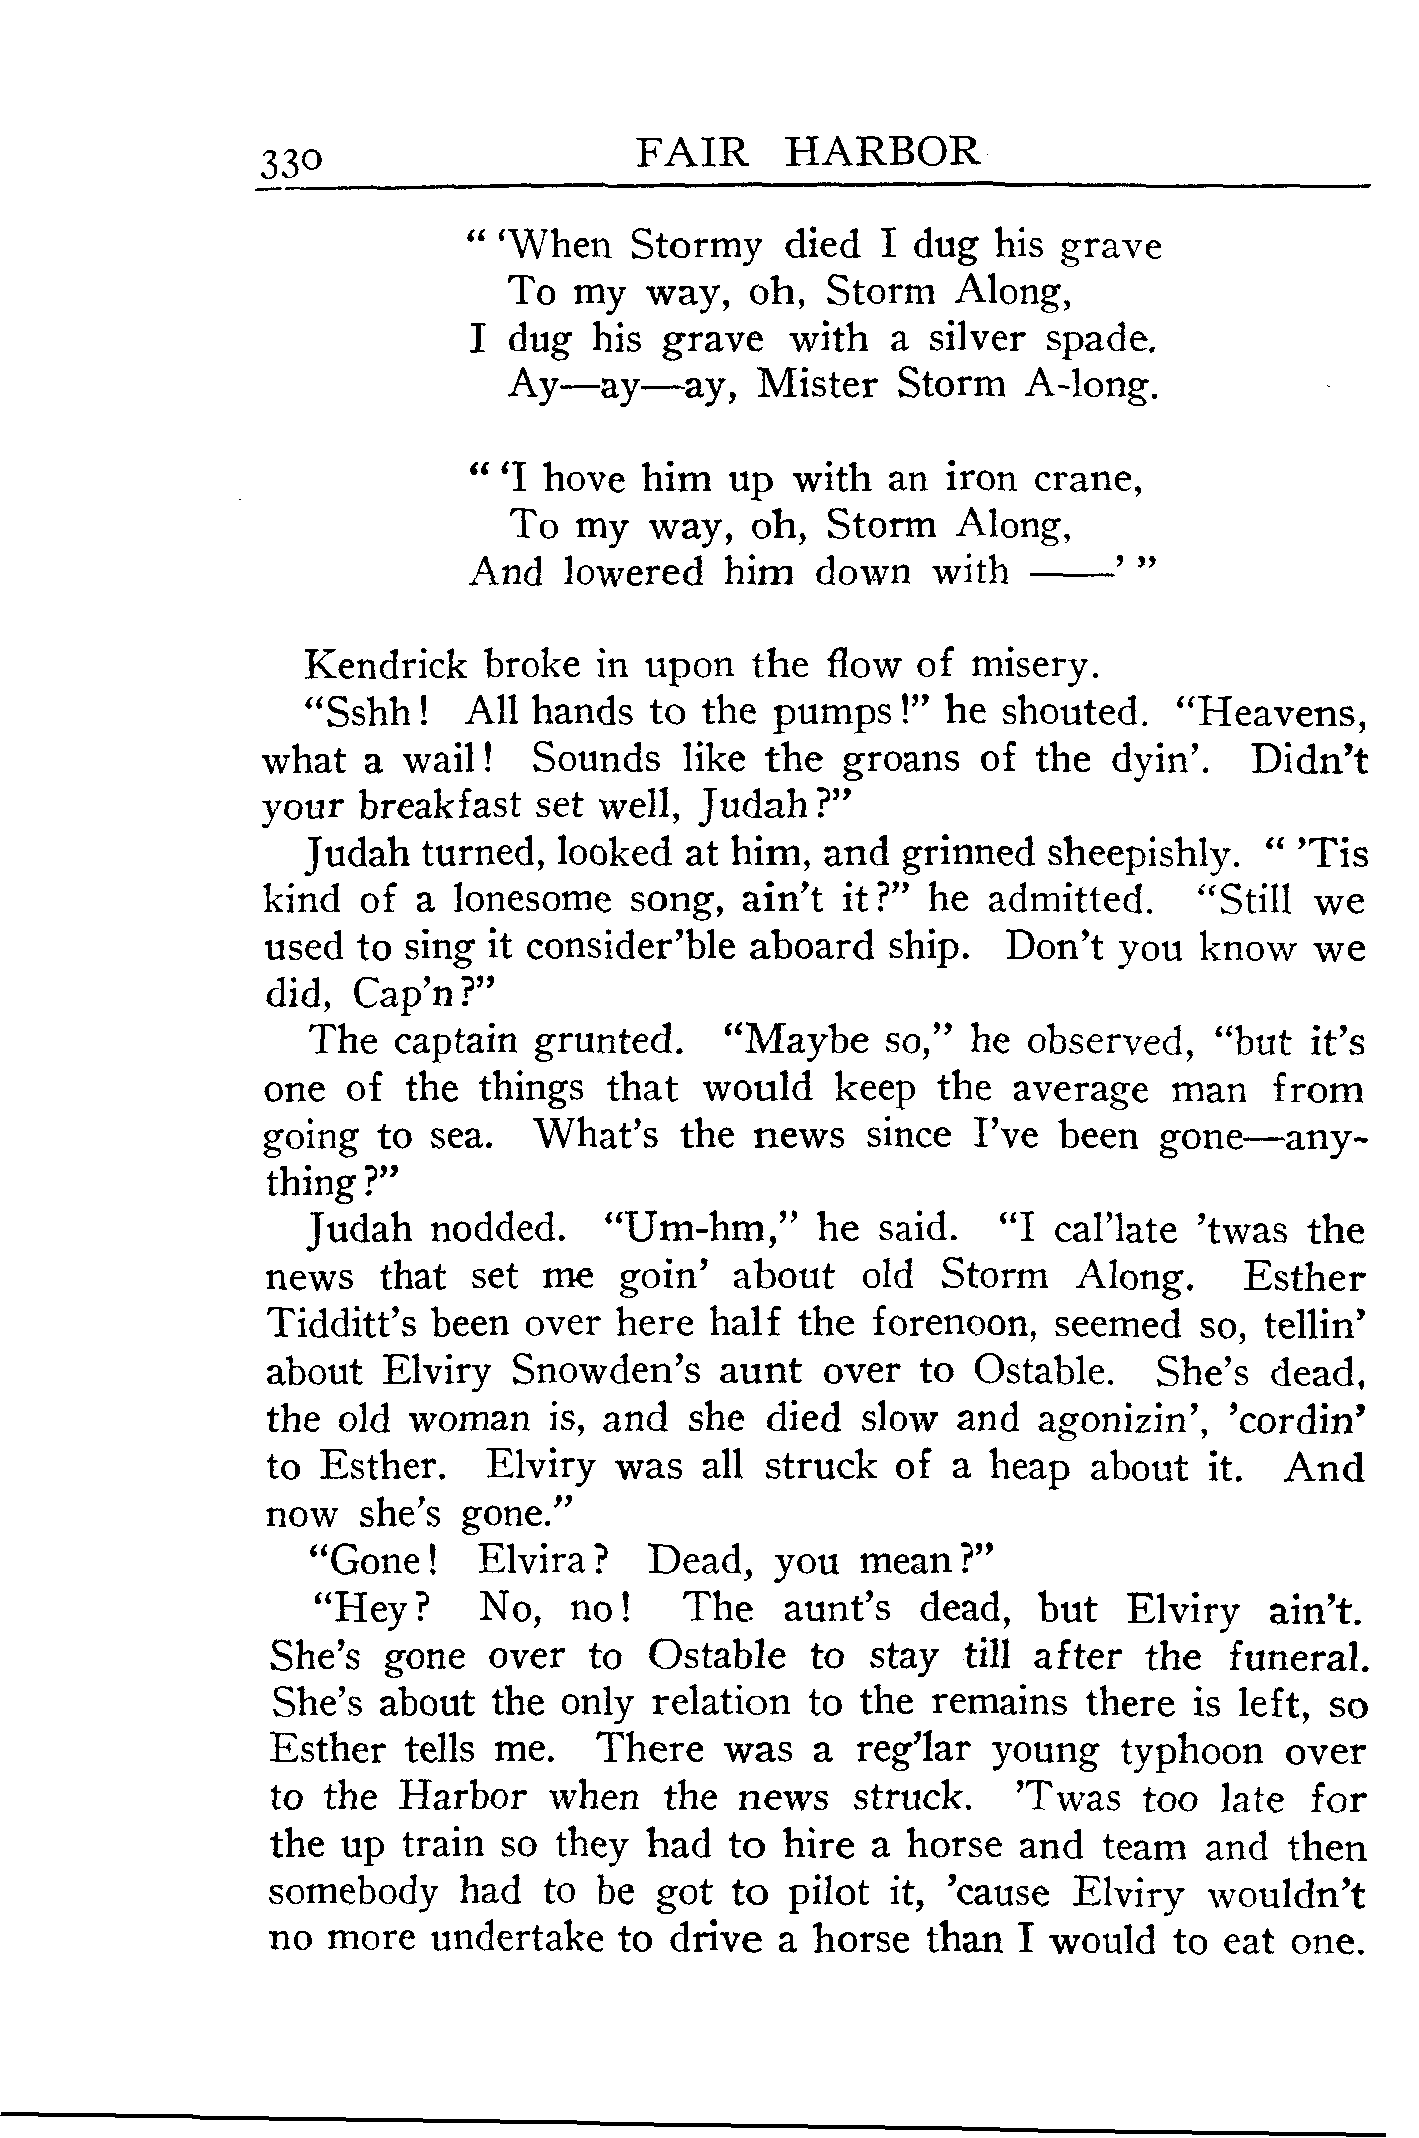 330 FAIR HARBOR
“ ‘When Stormy died I dug his grave
To my way, oh, Storm Along,
I dug his grave with a silver spade.
Ay—ay—ay, Mister Storm A-long.
“ ‘I hove him up with an iron crane,
To my way, oh, Storm Along,
And lowered him down with ——’ ”
Kendrick broke in upon the flow of misery.
“Sshh! All hands to the pumps!” he shouted. “Heavens,
what a wail! Sounds like the groans of the dyin’. Didn’t
your breakfast set well, Judah?”
Judah turned, looked at him, and grinned sheepishly. “ ’Tis
kind of a lonesome song, ain’t it?” he admitted. “Still we
used to sing it consider’ble aboard ship. Don’t you know we
did, Cap’n?”
The captain grunted. “Maybe so,” he observed, “but it’s
one of the things that would keep the average man from
going to sea. What’s the news since I’ve been gone—any-
thing?”
Judah nodded. “Um-hm,” he said. “I cal’late ’twas the
news that set me goin’ about old Storm Along. Esther
Tidditt’s been over here half the forenoon, seemed so, tellin’
about Elviry Snowden’s aunt over to Ostable. She’s dead,
the old woman is, and she died slow and agonizin’, ’cordin’
to Esther. Elviry was all struck of a heap about it. And
now she’s gone.”
“Gone! Elvira? Dead, you mean?”
“Hey? No, no! The aunt’s dead, but Elviry ain’t.
She’s gone over to Ostable to stay till after the funeral.
She’s about the only relation to the remains there is left, so
Esther tells me. There was a reg’lar young typhoon over
to the Harbor when the news struck. ’Twas too late for
the up train so they had to hire a horse and team and then
somebody had to be got to pilot it, ’cause Elviry wouldn’t
no more undertake to drive a horse than I would to eat one.